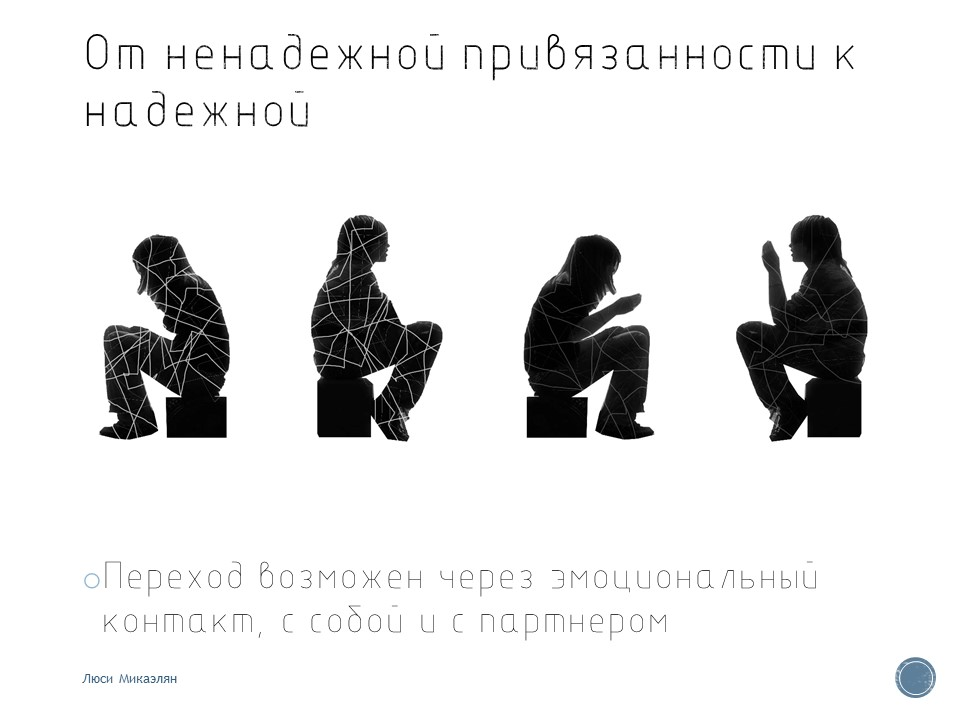 От ненадежной привязанности к
надежной
Переход возможен через эмоциональный
контакт, с собой и с партнером
Люси Микаэлян